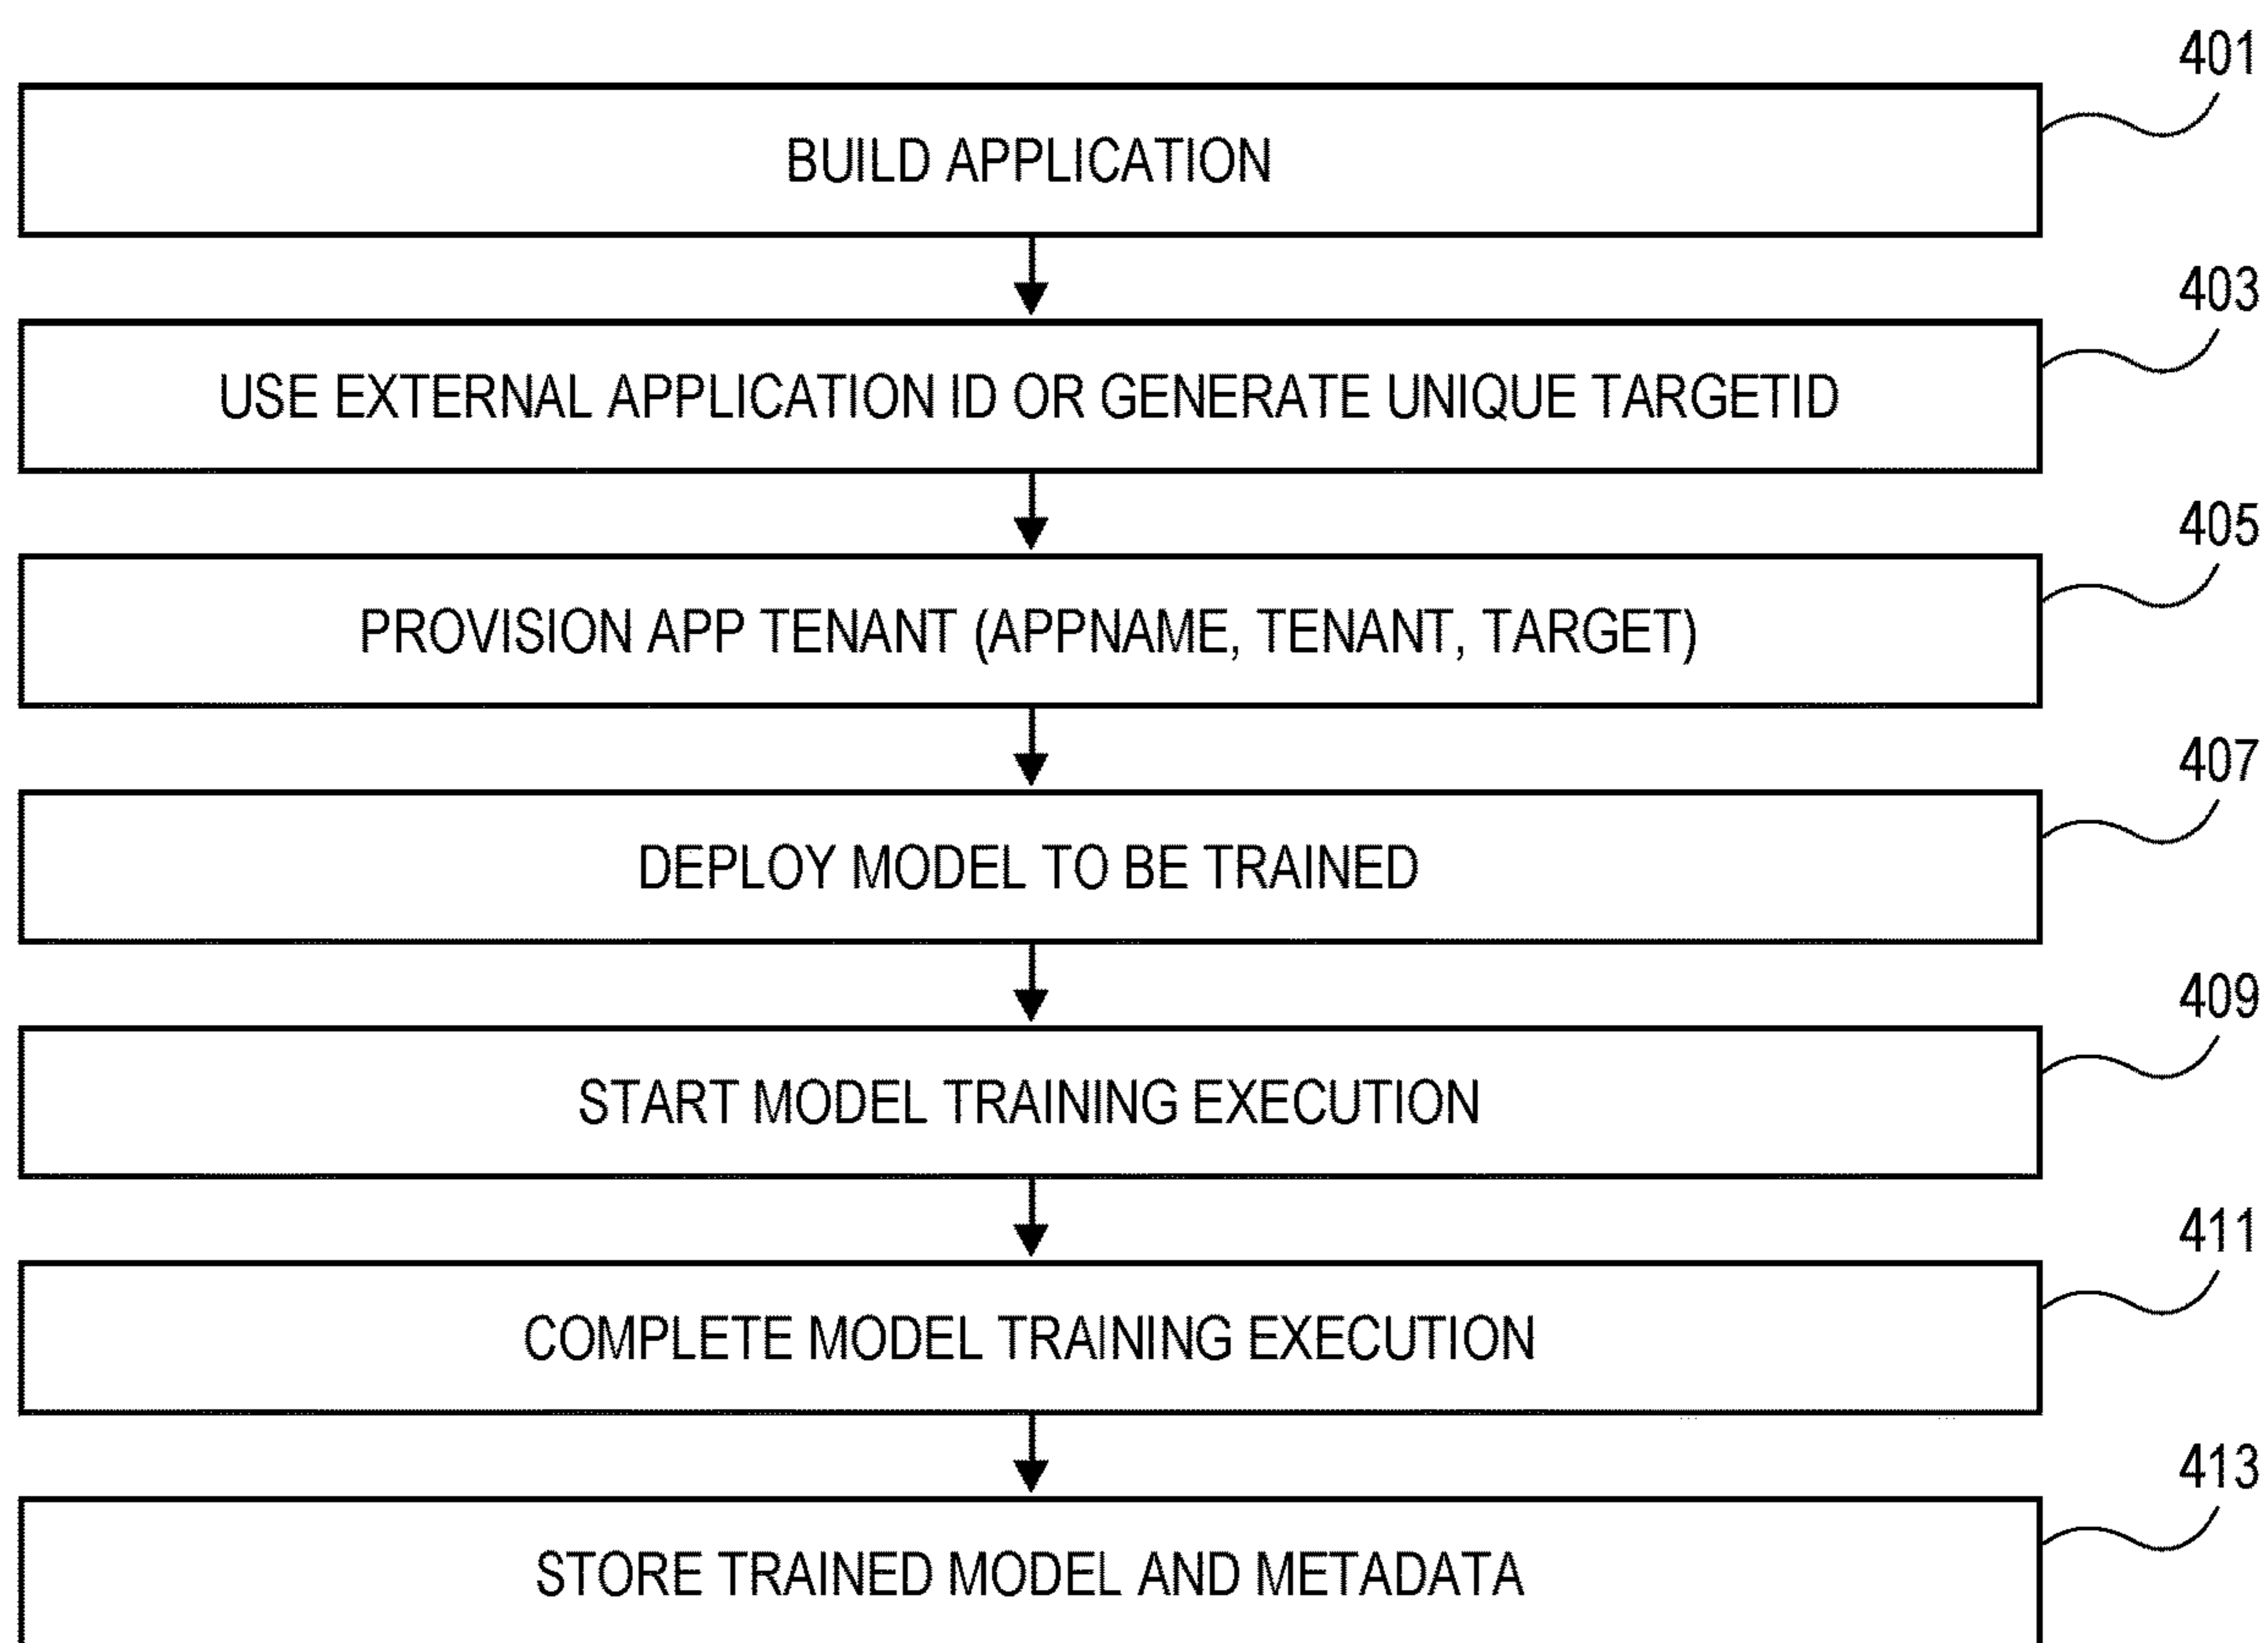 401
BUILD APPLICATION
403
USE EXTERNAL APPLICATION ID OR GENERATE UNIQUE TARGETID
405
PROVISION APP TENANT (APPNAME, TENANT, TARGET)
407
DEPLOY MODEL TO BE TRAINED
409
START MODEL TRAINING EXECUTION
411
COMPLETE MODEL TRAINING EXECUTION
413
STORE TRAINED MODEL AND METADATA